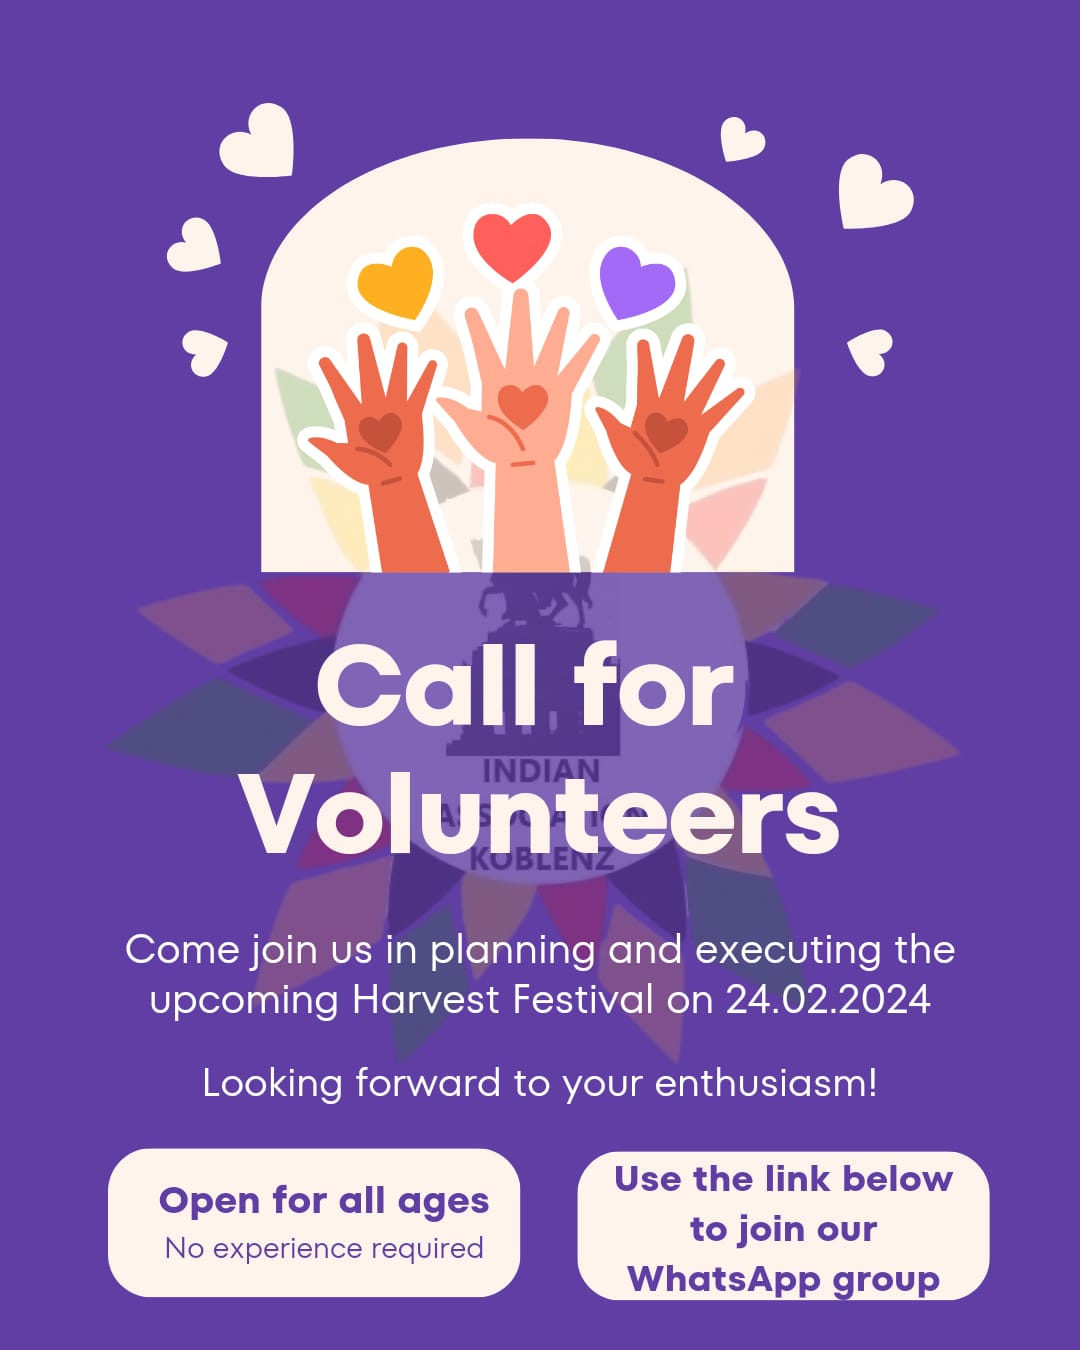 Call for
Volunteers
INDIAN
ASSOCIATION
KOBLENZ
Come join us in planning and executing the
upcoming Harvest Festival on 24.02.2024
Looking forward to your enthusiasm!
Open for all ages
No experience required
Use the link below
to join our
WhatsApp group